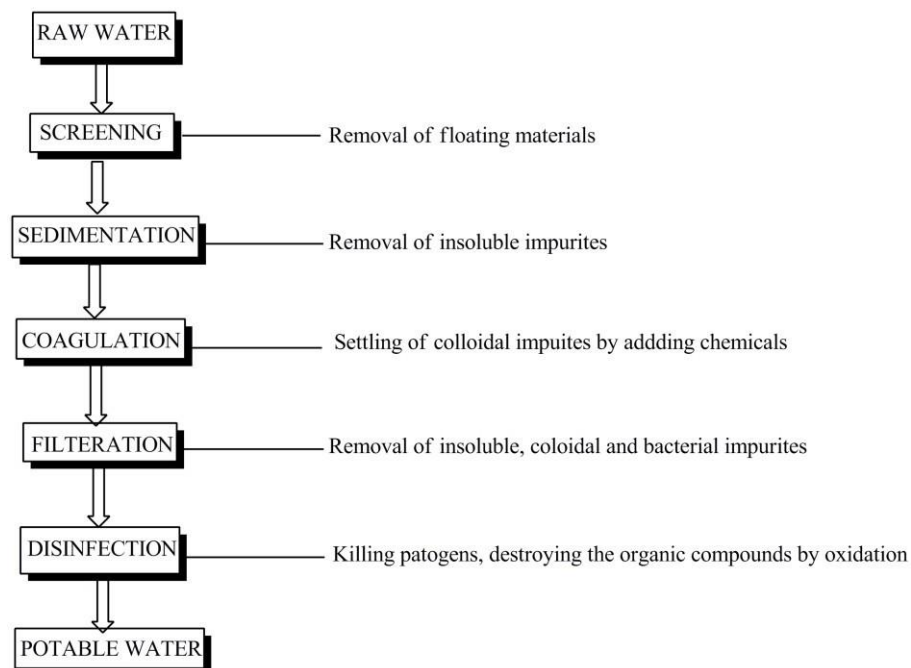 RAW WATER
SCREENING
Removal of floating materials
SEDIMENTATION
Removal of insoluble impurites
COAGULATION
Settling of colloidal impuites by addding chemicals
FILTERATION
Removal of insoluble, coloidal and bacterial impurites
DISINFECTION
Killing patogens, destroying the organic compounds by oxidation
POTABLE WATER